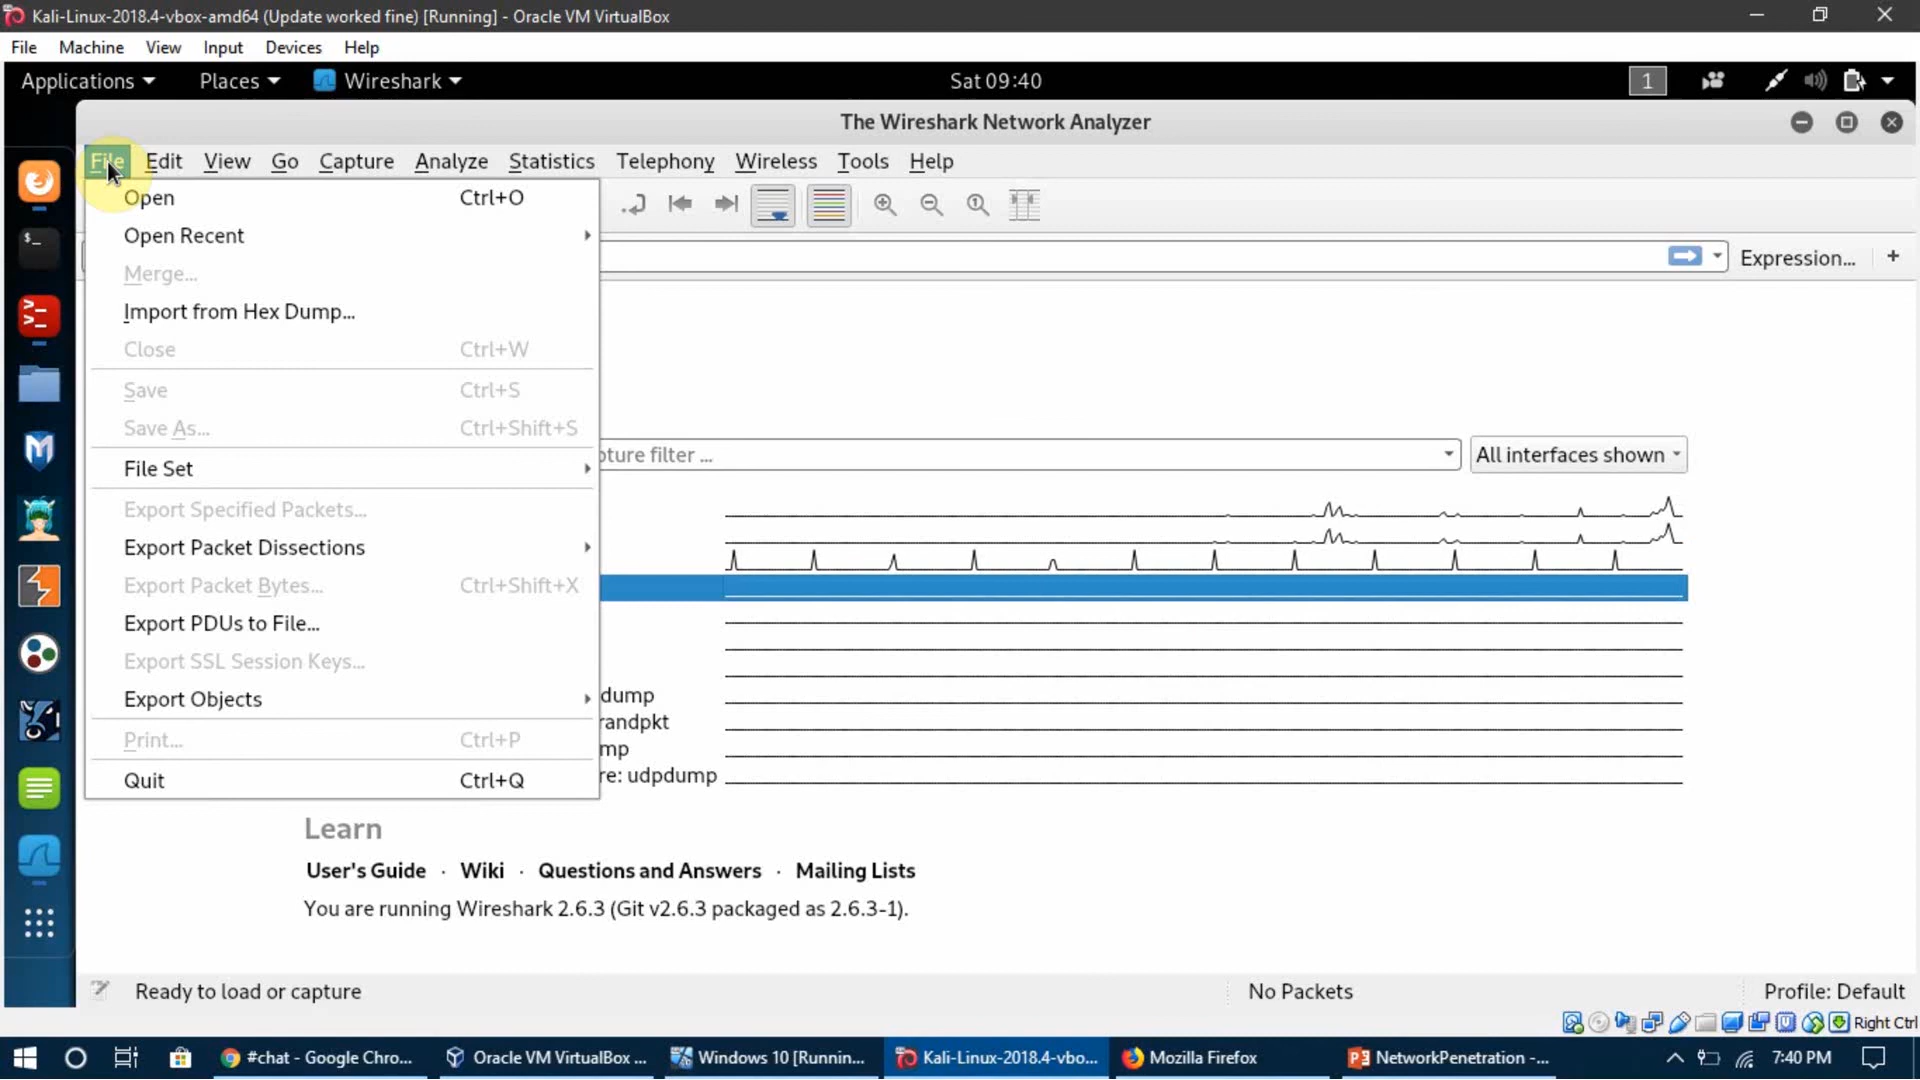 Kali-Linux-2018.4-vbox-amd64 (Update worked fine) [Running] - Oracle VM VirtualBox
File Machine View Input Devices Help
Applications Places Wireshark Sat 09:40 1
The Wireshark Network Analyzer
File Edit View Go Capture Analyze Statistics Telephony Wireless Tools Help
Open Ctrl+O
Open Recent
Expression... +
Merge...
Import from Hex Dump...
Close Ctrl+W
Save Ctrl+S
Save As... Ctrl+Shift+S
pture filter ... All interfaces shown
File Set
Export Specified Packets...
Export Packet Dissections
Export Packet Bytes... Ctrl+Shift+X
Export PDUs to File...
Export SSL Session Keys...
Export Objects
dump
randpkt
Print... Ctrl+P
mp
re: udpdump
Quit Ctrl+Q
Learn
User's Guide · Wiki · Questions and Answers · Mailing Lists
You are running Wireshark 2.6.3 (Git v2.6.3 packaged as 2.6.3-1).
Ready to load or capture No Packets Profile: Default
Right Ctrl
#chat - Google Chro... Oracle VM VirtualBox ... Windows 10 [Runnin... Kali-Linux-2018.4-vbo... Mozilla Firefox NetworkPenetration -... 7:40 PM